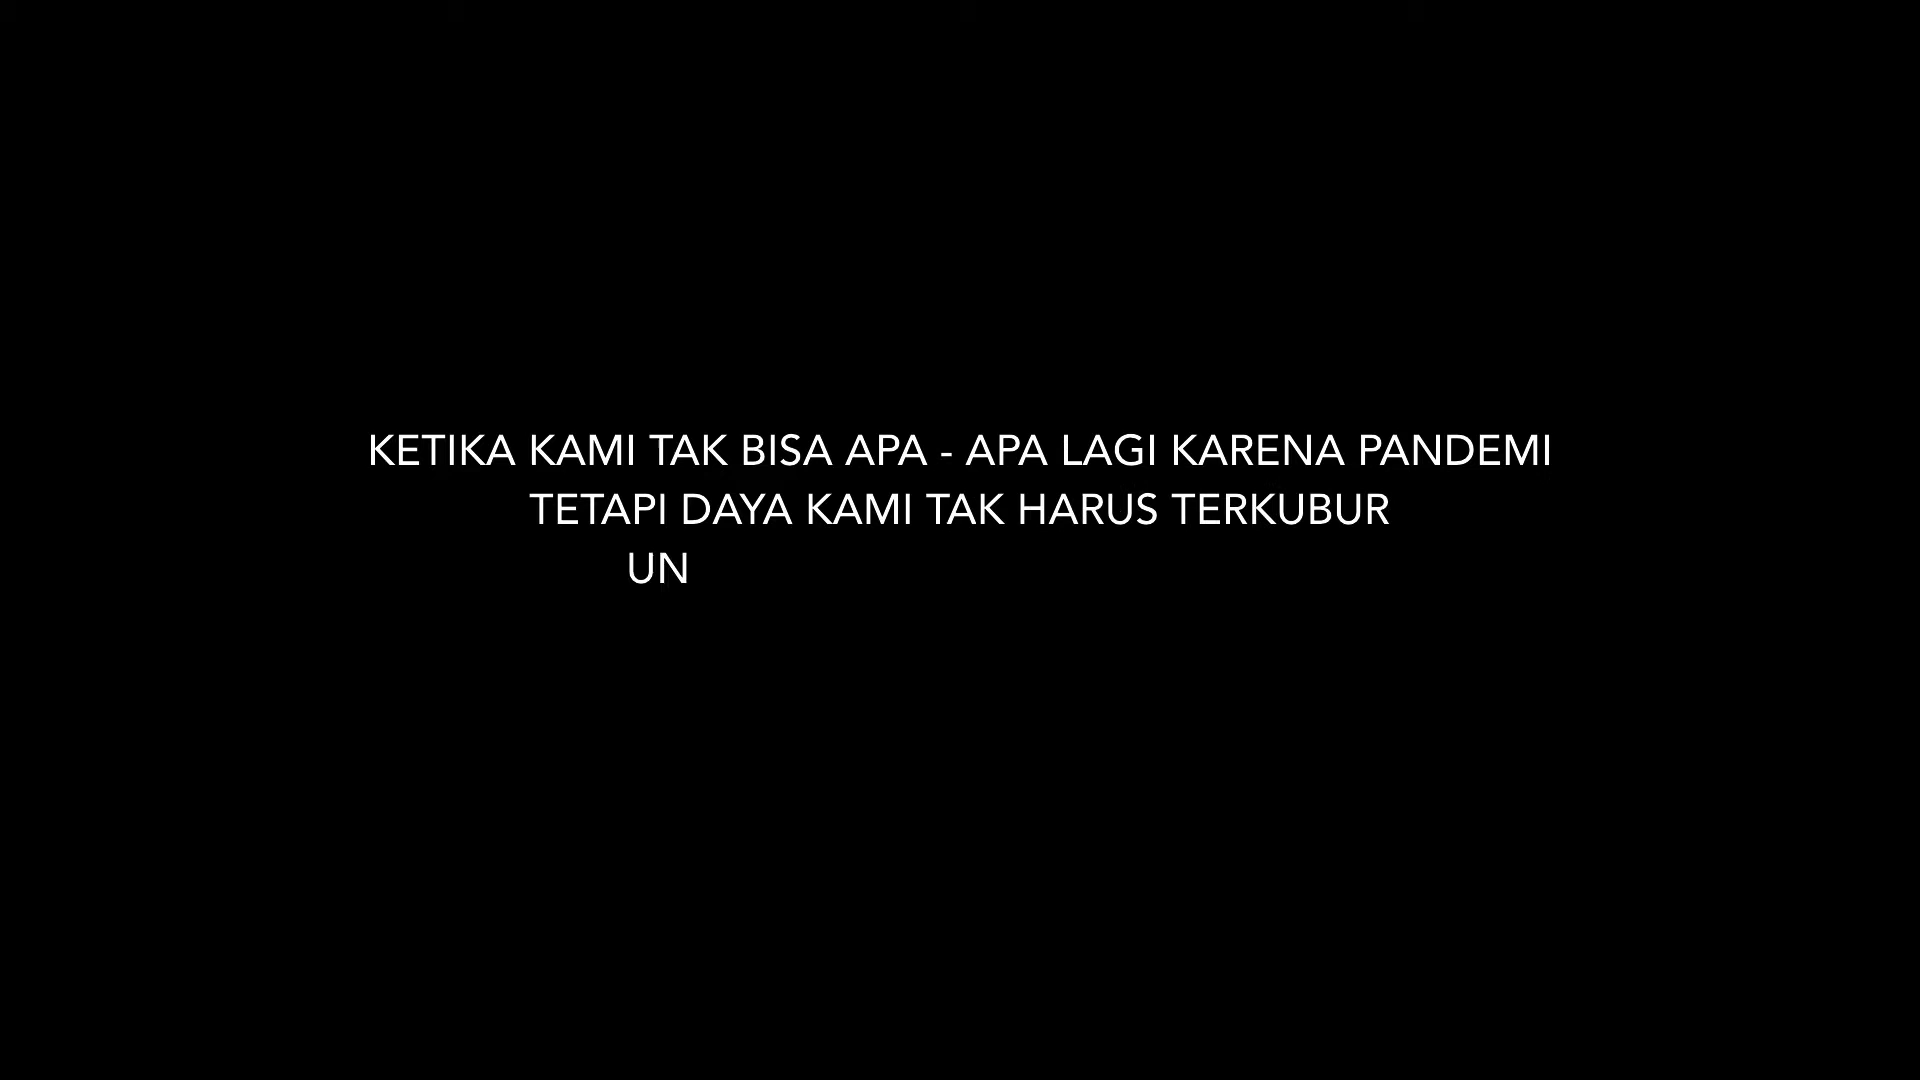 KETIKA KAMI TAK BISA APA - APA LAGI KARENA PANDEMI
TETAPI DAYA KAMI TAK HARUS TERKUBUR
UN